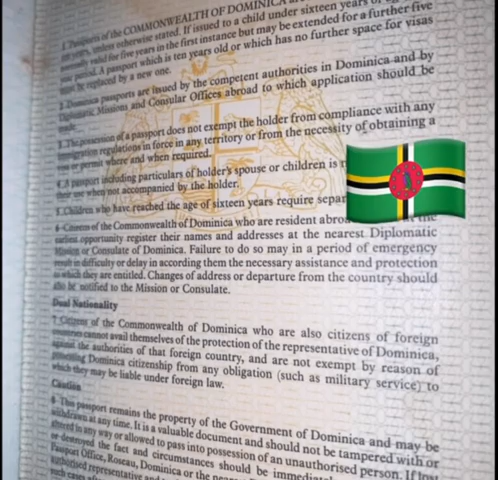 1 Passports of the COMMONWEALTH OF DOMINICA are
ten years, unless otherwise stated. If issued to a child under sixteen years of
normally valid for five years in the first instance but may be extended for a further five
year period. A passport which is ten years old or which has no further space for visas
must be replaced by a new one.
2 Dominica passports are issued by the competent authorities in Dominica and by
Diplomatic Missions and Consular Offices abroad to which application should be
made
3 The possession of a passport does not exempt the holder from compliance with any
immigration regulations in force in any territory or from the necessity of obtaining a
visa or permit where and when required.
4 A passport including particulars of holder's spouse or children is
their use when not accompanied by the holder.
5 Children who have reached the age of sixteen years require
6 Citizens of the Commonwealth of Dominica who are resident the
earliest opportunity register their names and addresses at the nearest Diplomatic
Mission or Consulate of Dominica. Failure to do so may in a period of emergency
result in difficulty or delay in according them the necessary assistance and protection
to which they are entitled. Changes of address or departure from the country should
also be notified to the Mission or Consulate.
Dual Nationality
7 Citizens of the Commonwealth of Dominica who are also citizens of foreign
countries cannot avail themselves of the protection of the representative of Dominica,
against the authorities of that foreign country, and are not exempt by reason of
possessing Dominica citizenship from any obligation (such as military service) to
which they may be liable under foreign law.
Caution
8 This passport remains the property of the Government of Dominica and may be
withdrawn at any time. It is a valuable document and should not be tampered with or
altered in any way or allowed to pass into possession of an unauthorised person. If lost
or destroyed the fact and circumstances should be
Passport Office, Roseau, Dominica or the
authorised representative
such cases